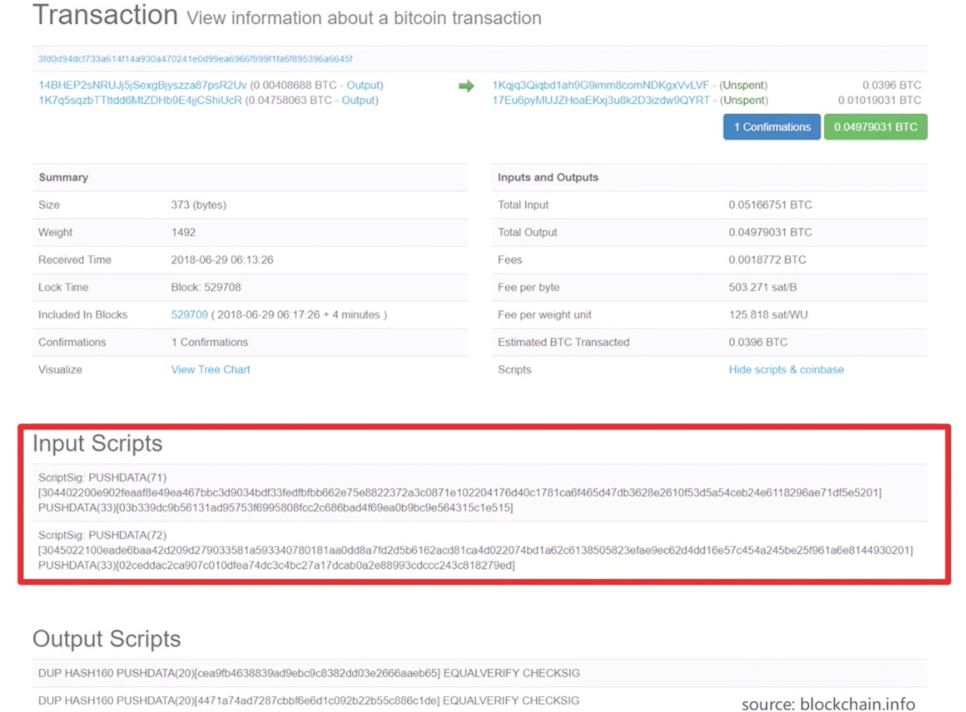 Transaction View information about a bitcoin transaction
3fd0d94dcf733a614f14a930a470241e0d99ea6966f999f1fa6f895396a6645f
14BHEP2sNRUJj5jSexgBjyszza87psR2Uv (0.00408688 BTC - Output)
1K7q5sqzbTTttdd6MtZDHb9E4jjCShiUcR (0.04758063 BTC - Output)
1Kqjq3Qiqbd1ah9G9imm8comNDKgxVvLVF - (Unspent) 0.0396 BTC
17Eu6pyMUJZHoaEKxj3u8k2D3izdw9QYRT - (Unspent) 0.01019031 BTC
1 Confirmations 0.04979031 BTC
Summary
Size 373 (bytes)
Weight 1492
Received Time 2018-06-29 06:13:26
Lock Time Block: 529708
Included In Blocks 529709 ( 2018-06-29 06:17:26 + 4 minutes )
Confirmations 1 Confirmations
Visualize View Tree Chart
Inputs and Outputs
Total Input 0.05166751 BTC
Total Output 0.04979031 BTC
Fees 0.0018772 BTC
Fee per byte 503.271 sat/B
Fee per weight unit 125.818 sat/WU
Estimated BTC Transacted 0.0396 BTC
Scripts Hide scripts & coinbase
Input Scripts
ScriptSig: PUSHDATA(71)
[304402200e902feaaf8e49ea467bbc3d9034bdf33fedfbfbb662e75e8822372a3c0871e102204176d40c1781ca6f465d47db3628e2610f53d5a54ceb24e6118296ae71df5e5201]
PUSHDATA(33)[03b339dc9b56131ad95753f6995808fcc2c686bad4f69ea0b9bc9e564315c1e515]
ScriptSig: PUSHDATA(72)
[3045022100eade6baa42d209d279033581a593340780181aa0dd8a7fd2d5b6162acd81ca4d022074bd1a62c6138505823efae9ec62d4dd16e57c454a245be25f961a6e8144930201]
PUSHDATA(33)[02ceddac2ca907c010dfea74dc3c4bc27a17dcab0a2e88993cdccc243c818279ed]
Output Scripts
DUP HASH160 PUSHDATA(20)[cea9fb4638839ad9ebc9c8382dd03e2666aaeb65] EQUALVERIFY CHECKSIG
DUP HASH160 PUSHDATA(20)[4471a74ad7287cbbf6e6d1c092b22b55c886c1de] EQUALVERIFY CHECKSIG
source: blockchain.info